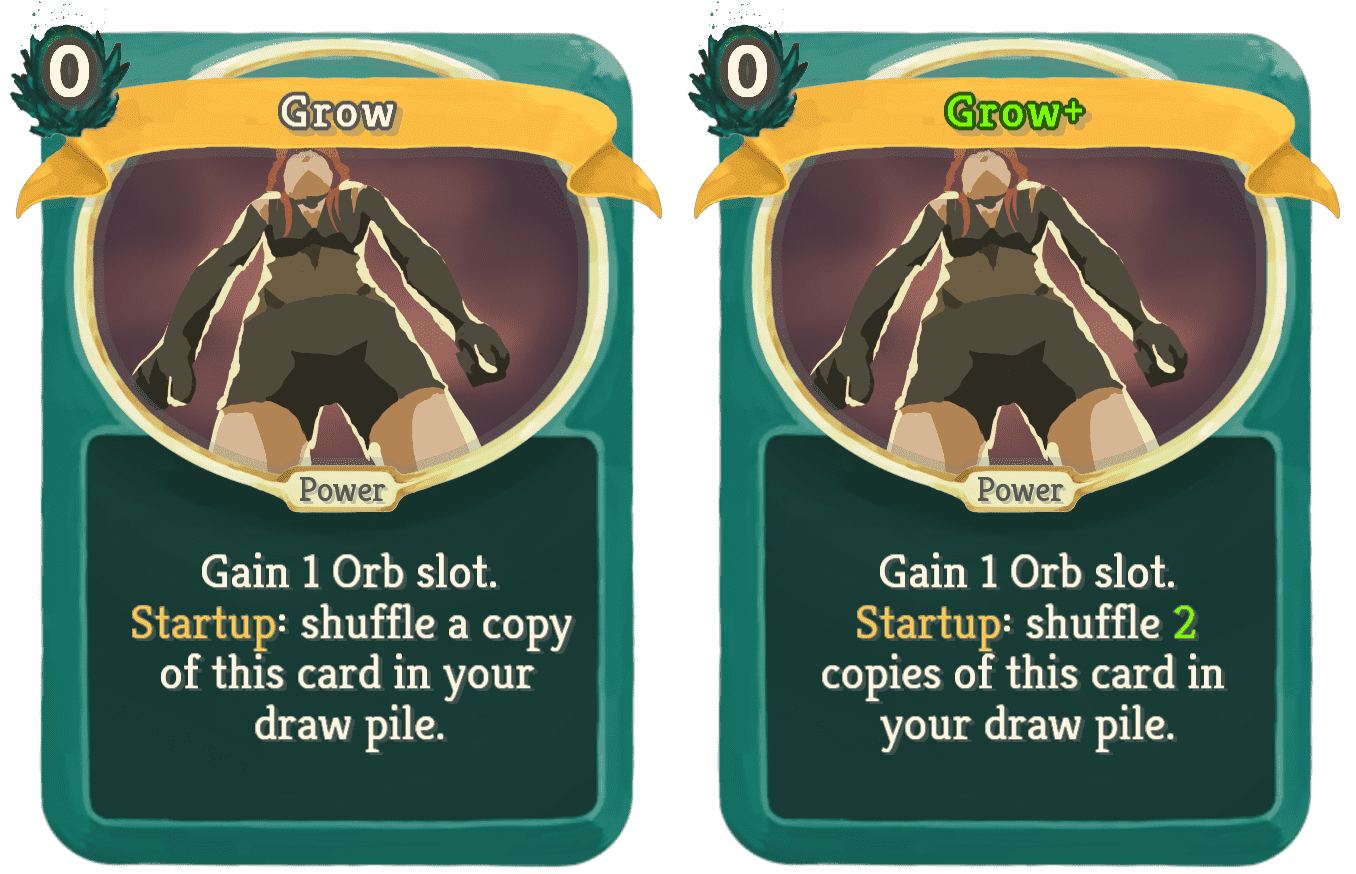 0
Grow
Power
Gain 1 Orb slot.
Startup: shuffle a copy
of this card in your
draw pile.
0
Grow+
Power
Gain 1 Orb slot.
Startup: shuffle 2
copies of this card in
your draw pile.